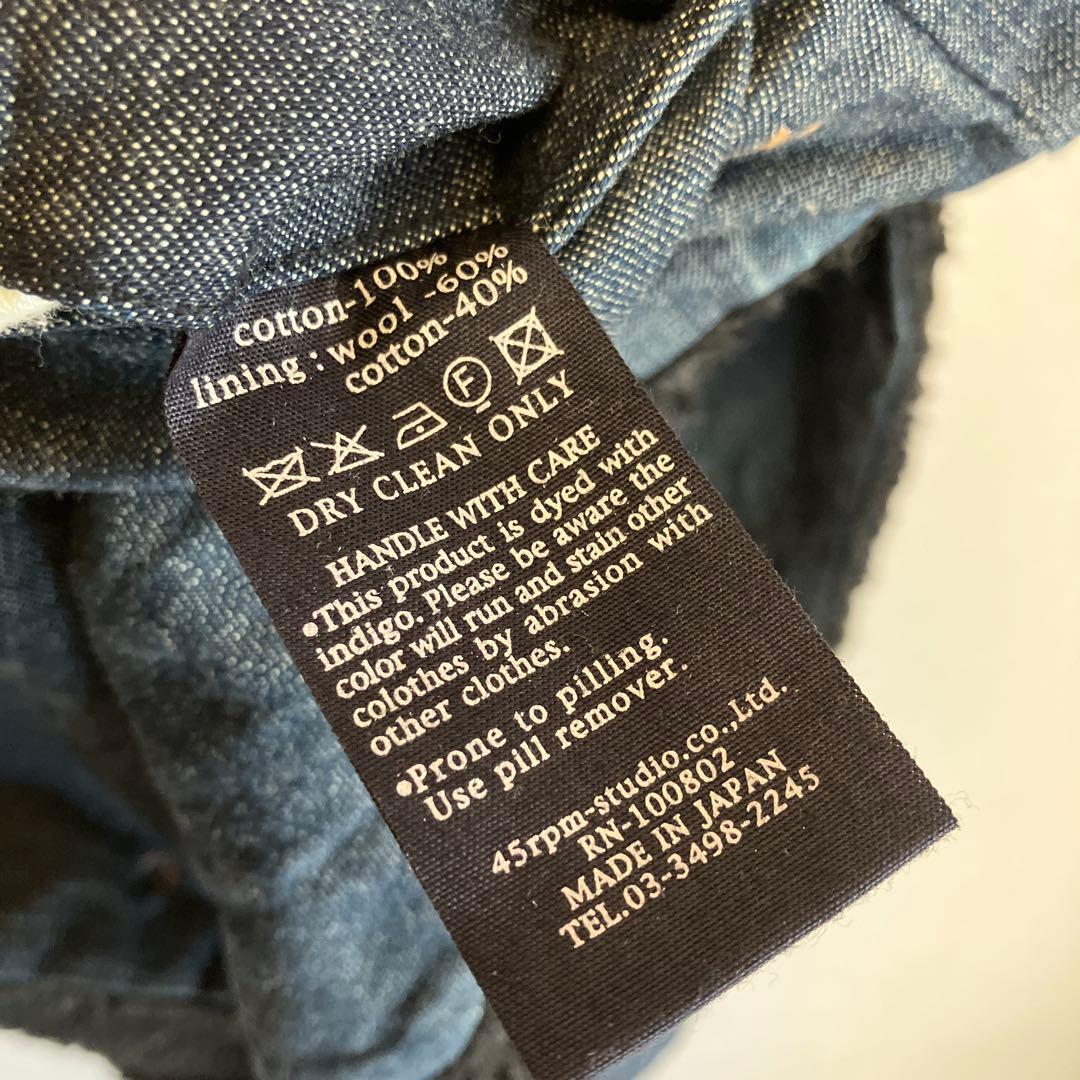 cotton-100%
lining : wool -60%
cotton-40%
F
DRY CLEAN ONLY
HANDLE WITH CARE
•This product is dyed with
indigo. Please be aware the
color will run and stain other
colothes by abrasion with
other clothes.
•Prone to pilling.
Use pill remover.
45rpm-studio.co.,Ltd.
RN-100802
MADE IN JAPAN
TEL.03-3498-2245